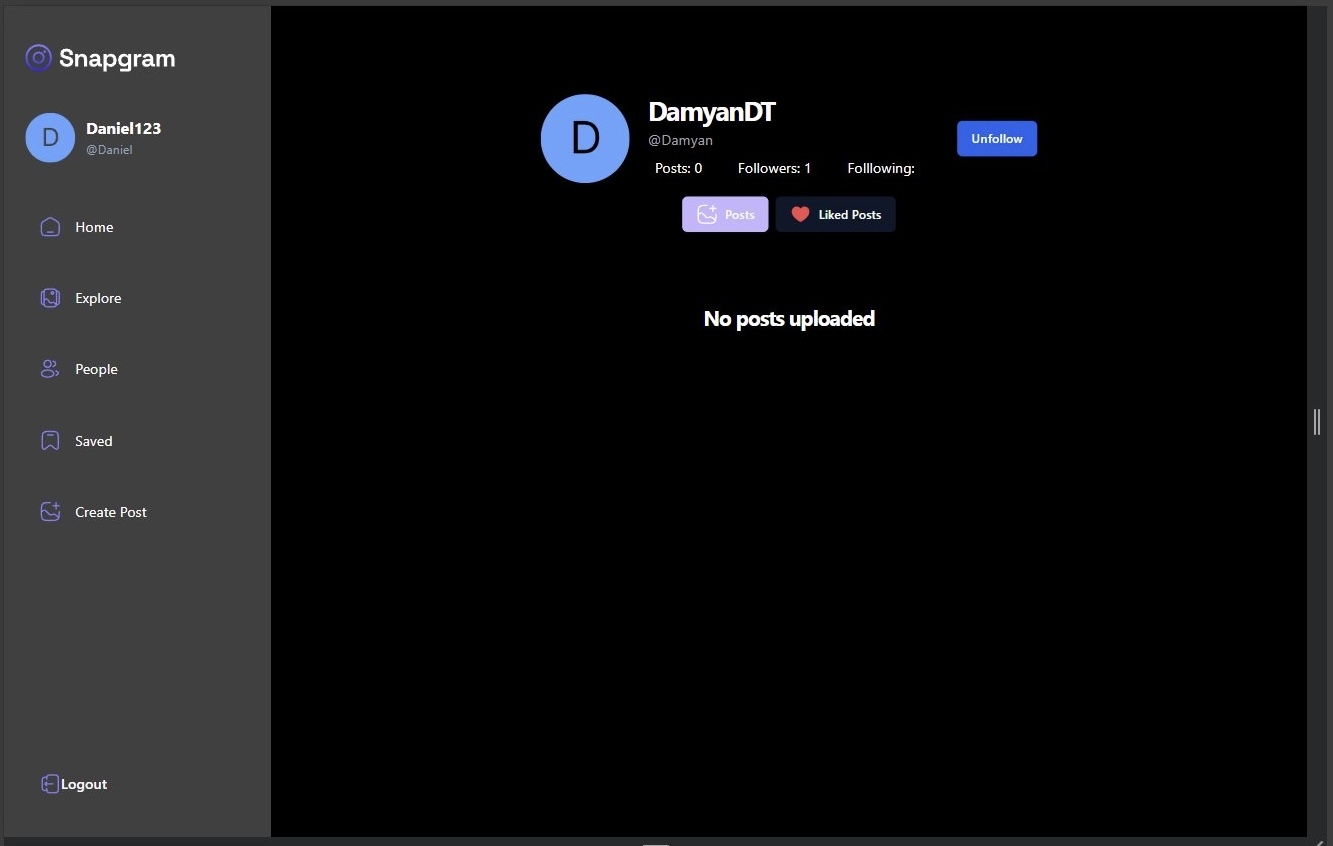 Snapgram
D
Daniel123
@Daniel
Home
Explore
People
Saved
Create Post
Logout
D
DamyanDT
@Damyan
Posts: 0 Followers: 1 Folllowing:
Unfollow
Posts Liked Posts
No posts uploaded